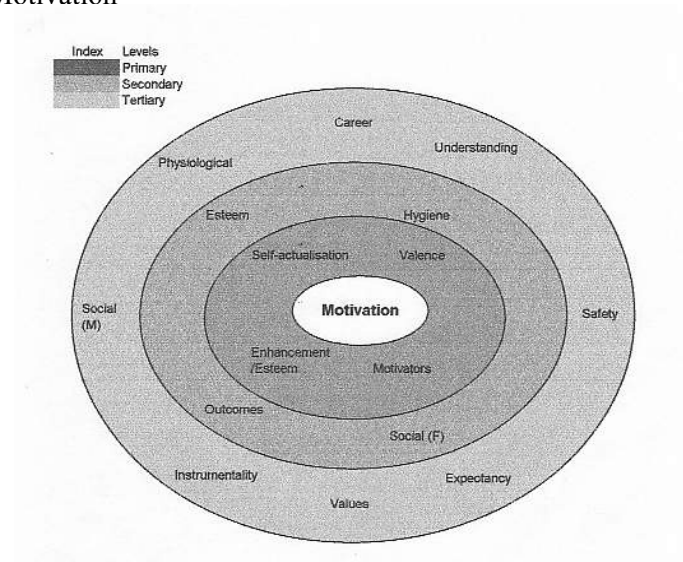 Motivation
Index Levels
Primary
Secondary
Tertiary
Career
Understanding
Physiological
Esteem
Hygiene
Self-actualisation
Valence
Social
(M)
Motivation
Safety
Enhancement
/Esteem
Motivators
Outcomes
Social (F)
Instrumentality
Expectancy
Values